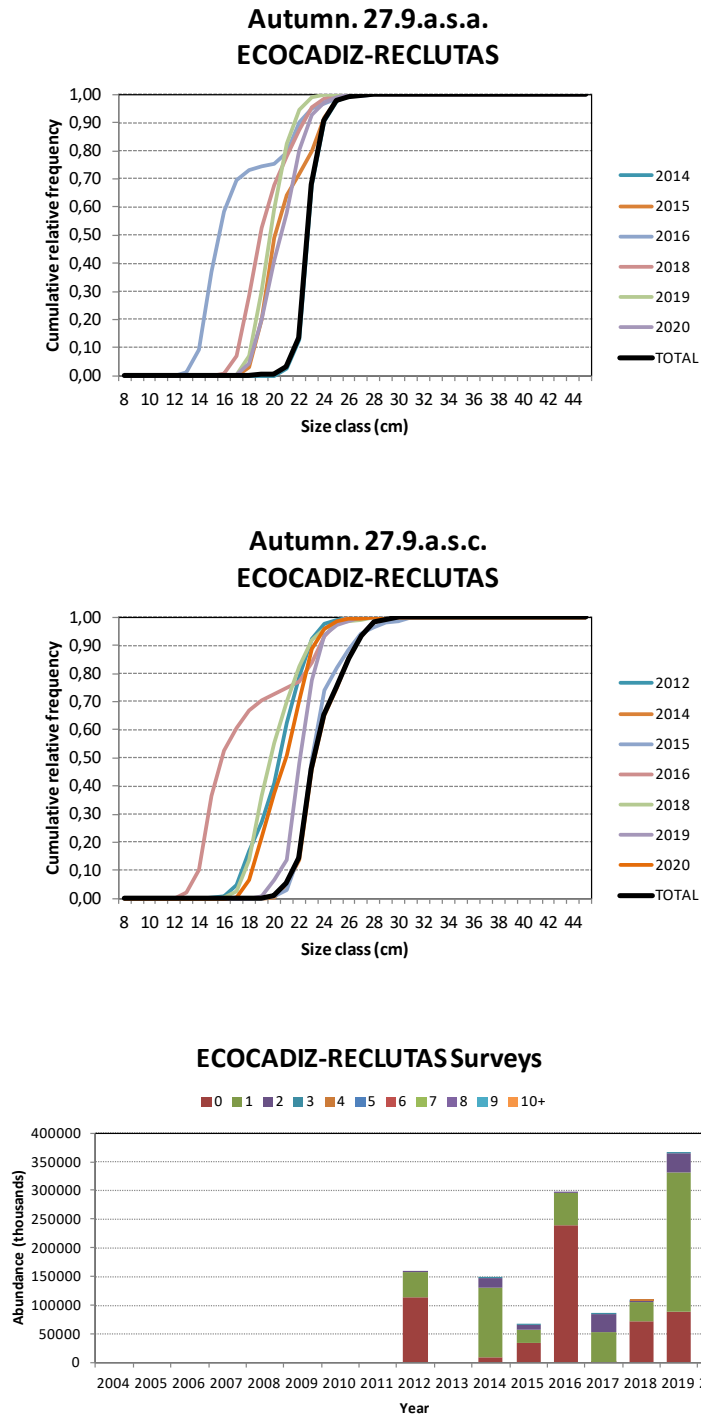 Autumn. 27.9.a.s.a.
ECOCADIZ-RECLUTAS
1,00
0,90
0,80
0,70
0,60
0,50
0,40
0,30
0,20
0,10
0,00
Cumulative relative frequency
8 10 12 14 16 18 20 22 24 26 28 30 32 34 36 38 40 42 44
Size class (cm)
2014
2015
2016
2018
2019
2020
TOTAL
Autumn. 27.9.a.s.c.
ECOCADIZ-RECLUTAS
1,00
0,90
0,80
0,70
0,60
0,50
0,40
0,30
0,20
0,10
0,00
Cumulative relative frequency
8 10 12 14 16 18 20 22 24 26 28 30 32 34 36 38 40 42 44
Size class (cm)
2012
2014
2015
2016
2018
2019
2020
TOTAL
ECOCADIZ-RECLUTAS Surveys
0 1 2 3 4 5 6 7 8 9 10+
400000
350000
300000
250000
200000
150000
100000
50000
0
Abundance (thousands)
2004 2005 2006 2007 2008 2009 2010 2011 2012 2013 2014 2015 2016 2017 2018 2019
Year